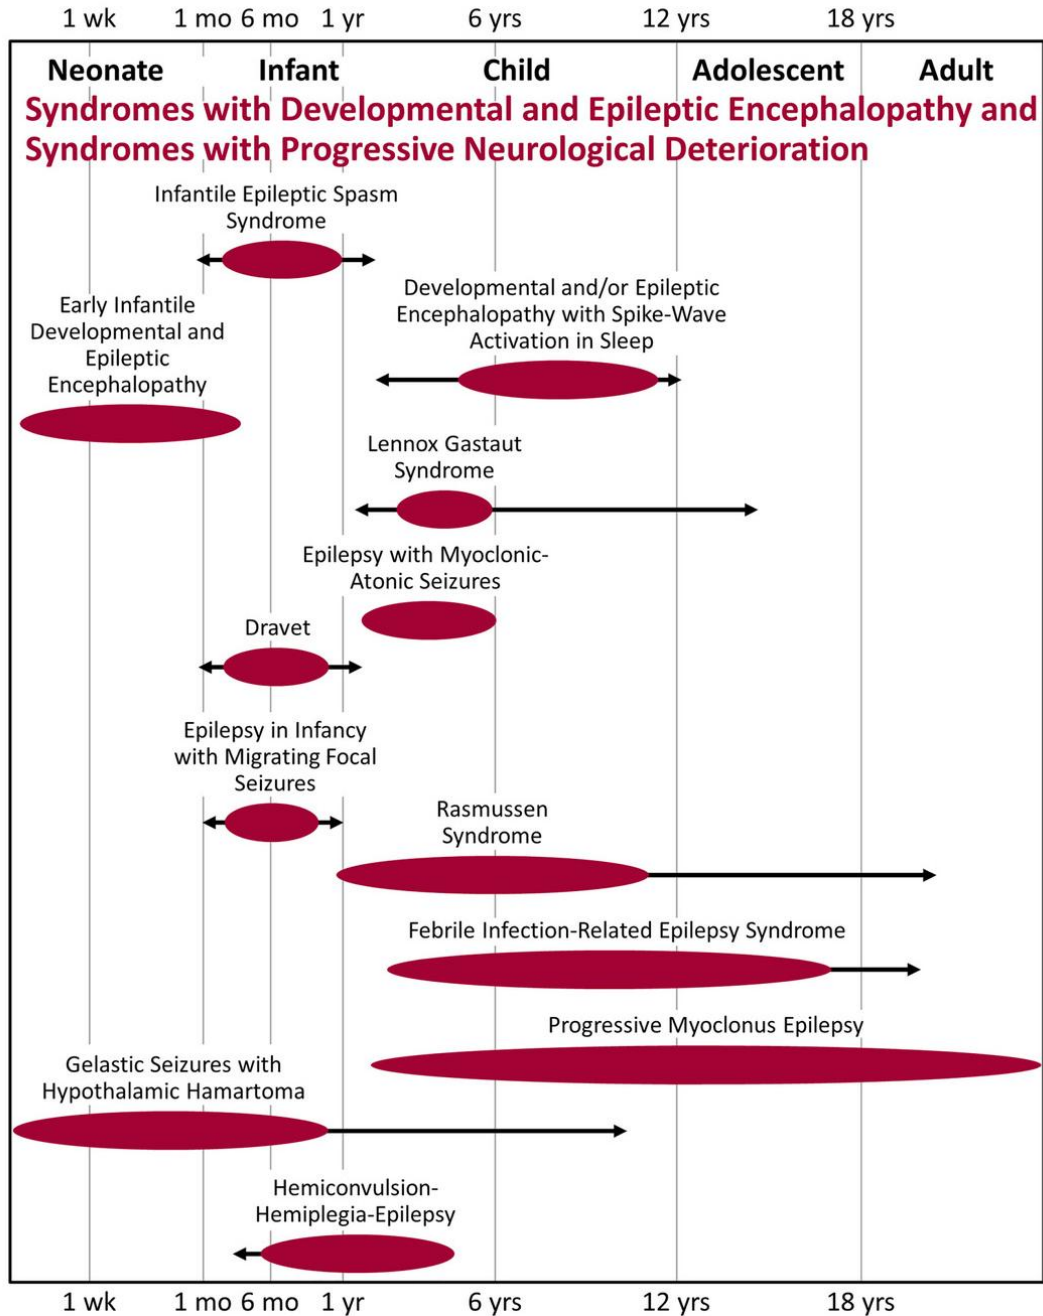 1 wk 1 mo 6 mo 1 yr 6 yrs 12 yrs 18 yrs
Neonate Infant Child Adolescent Adult
Syndromes with Developmental and Epileptic Encephalopathy and
Syndromes with Progressive Neurological Deterioration
Infantile Epileptic Spasm
Syndrome
Developmental and/or Epileptic
Encephalopathy with Spike-Wave
Activation in Sleep
Early Infantile
Developmental and
Epileptic
Encephalopathy
Lennox Gastaut
Syndrome
Epilepsy with Myoclonic-
Atonic Seizures
Dravet
Epilepsy in Infancy
with Migrating Focal
Seizures
Rasmussen
Syndrome
Febrile Infection-Related Epilepsy Syndrome
Progressive Myoclonus Epilepsy
Gelastic Seizures with
Hypothalamic Hamartoma
Hemiconvulsion-
Hemiplegia-Epilepsy
1 wk 1 mo 6 mo 1 yr 6 yrs 12 yrs 18 yrs